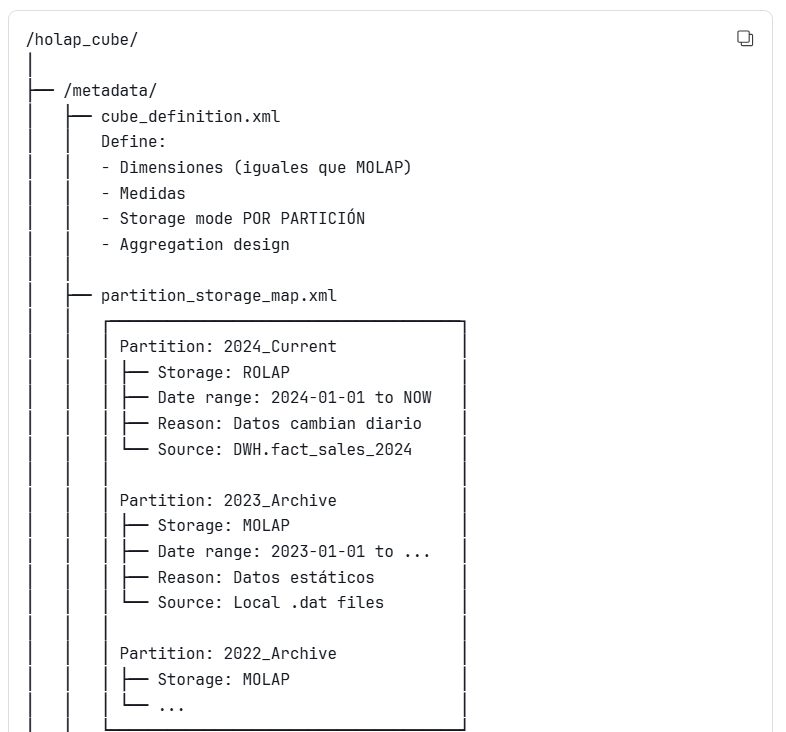 /holap_cube/
│
├── /metadata/
│   ├── cube_definition.xml
│   │   Define:
│   │   - Dimensiones (iguales que MOLAP)
│   │   - Medidas
│   │   - Storage mode POR PARTICIÓN
│   │   - Aggregation design
│   │
│   ├── partition_storage_map.xml
│   │   ┌─────────────────────────────────────┐
│   │   │ Partition: 2024_Current             │
│   │   │ ├── Storage: ROLAP                  │
│   │   │ ├── Date range: 2024-01-01 to NOW   │
│   │   │ ├── Reason: Datos cambian diario    │
│   │   │ └── Source: DWH.fact_sales_2024     │
│   │   │                                     │
│   │   │ Partition: 2023_Archive             │
│   │   │ ├── Storage: MOLAP                  │
│   │   │ ├── Date range: 2023-01-01 to ...   │
│   │   │ ├── Reason: Datos estáticos         │
│   │   │ └── Source: Local .dat files        │
│   │   │                                     │
│   │   │ Partition: 2022_Archive             │
│   │   │ ├── Storage: MOLAP                  │
│   │   │ └── ...                             │
│   │   └─────────────────────────────────────┘